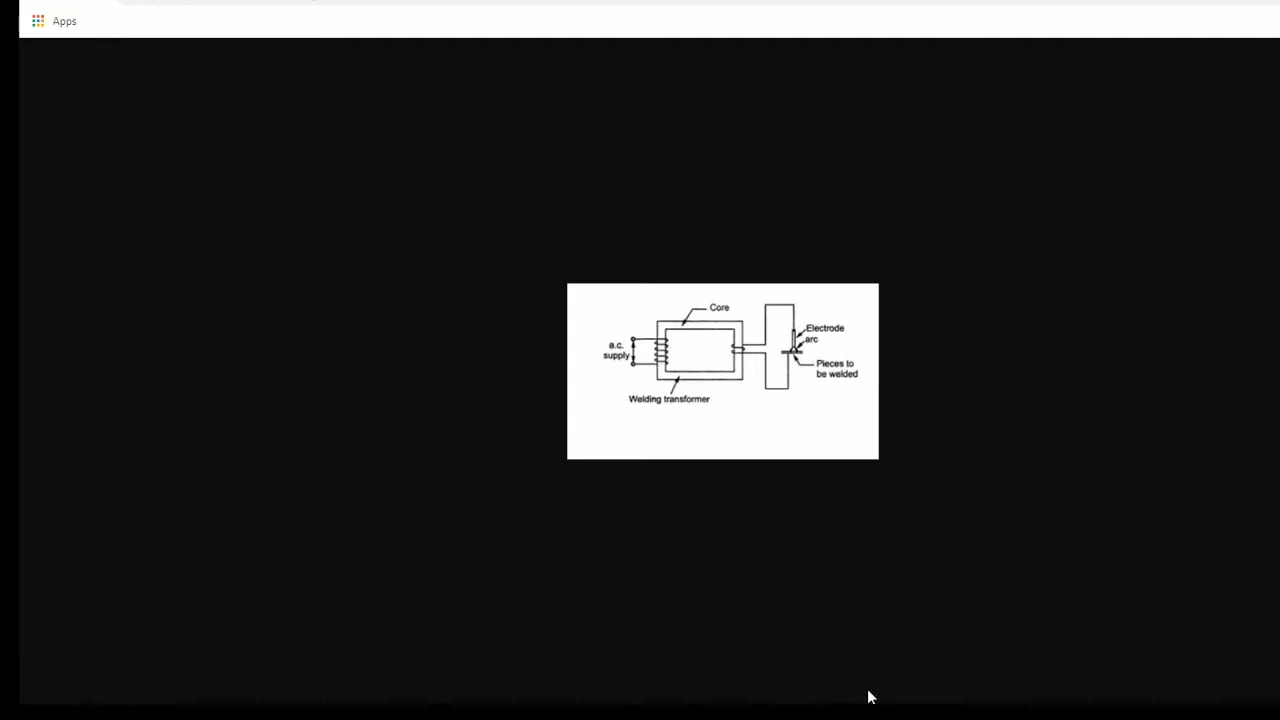 Apps
Core
Electrode
arc
a.c.
supply
Pieces to
be welded
Welding transformer